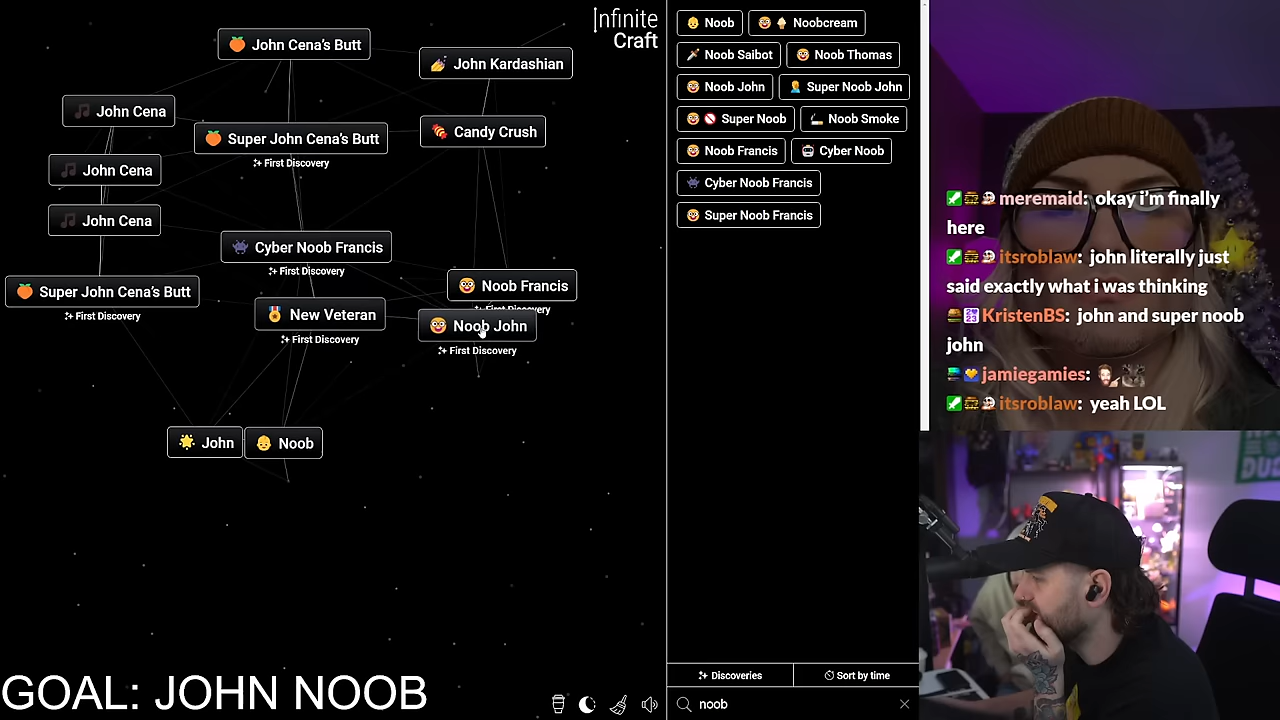 Infinite
Craft
John Cena's Butt
John Kardashian
John Cena
Super John Cena's Butt
First Discovery
Candy Crush
John Cena
John Cena
Cyber Noob Francis
First Discovery
Super John Cena's Butt
First Discovery
Noob Francis
New Veteran
First Discovery
Noob John
First Discovery
John
Noob
GOAL: JOHN NOOB
Noob
Noobcream
Noob Saibot
Noob Thomas
Noob John
Super Noob John
Super Noob
Noob Smoke
Noob Francis
Cyber Noob
Cyber Noob Francis
Super Noob Francis
Discoveries
Sort by time
noob
meremaid: okay i'm finally
here
itsroblaw: john literally just
said exactly what i was thinking
KristenBS: john and super noob
john
jamiegamies:
itsroblaw: yeah LOL